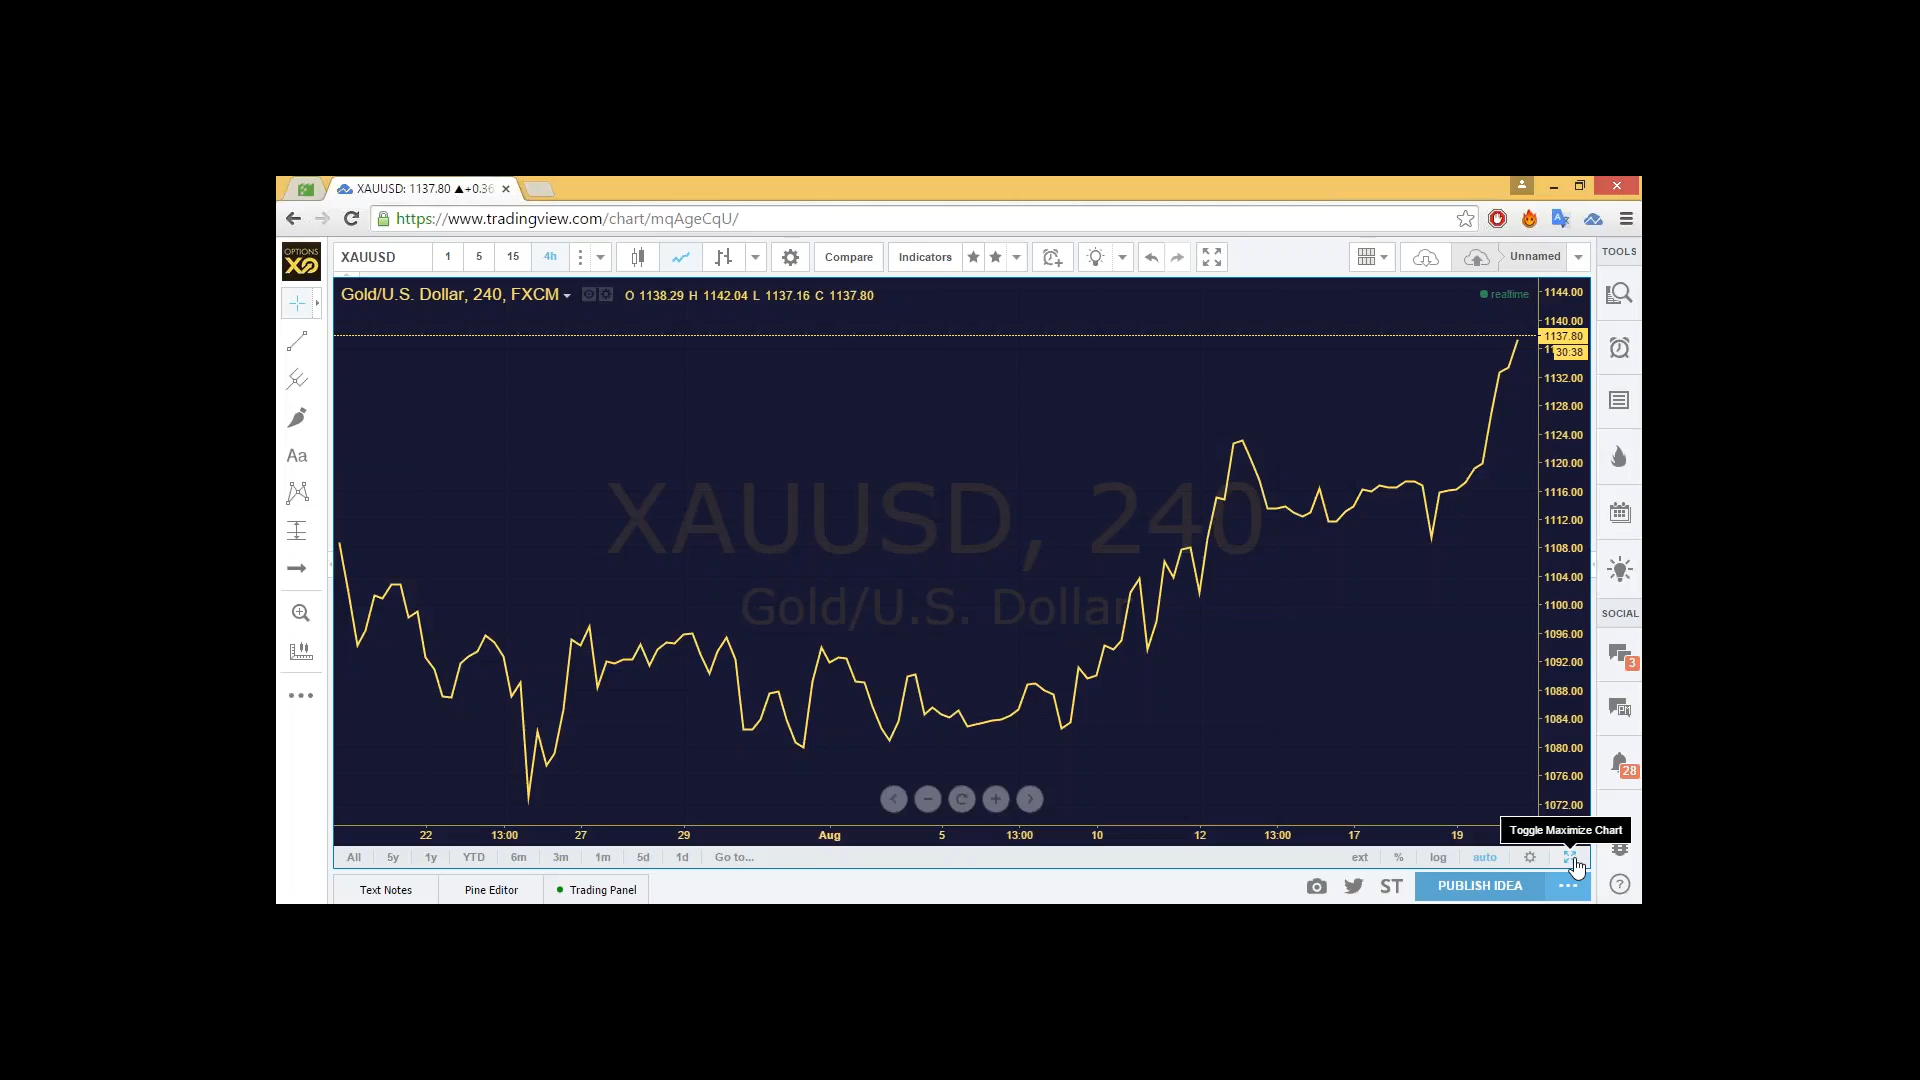 XAUUSD: 1137.80 ▲+0.36
https://www.tradingview.com/chart/mqAgeCqU/
OPTIONS
XO
XAUUSD 1 5 15 4h Compare Indicators Unnamed
TOOLS
Gold/U.S. Dollar, 240, FXCM O 1138.29 H 1142.04 L 1137.16 C 1137.80
realtime
1144.00
1140.00
1137.80
30:38
1132.00
1128.00
1124.00
1120.00
1116.00
1112.00
1108.00
1104.00
1100.00
1096.00
1092.00
1088.00
1084.00
1080.00
1076.00
1072.00
XAUUSD, 240
Gold/U.S. Dollar
Aa
SOCIAL
3
28
22 13:00 27 29 Aug 5 13:00 10 12 13:00 17 19
Toggle Maximize Chart
All 5y 1y YTD 6m 3m 1m 5d 1d Go to... ext % log auto
Text Notes Pine Editor Trading Panel ST PUBLISH IDEA